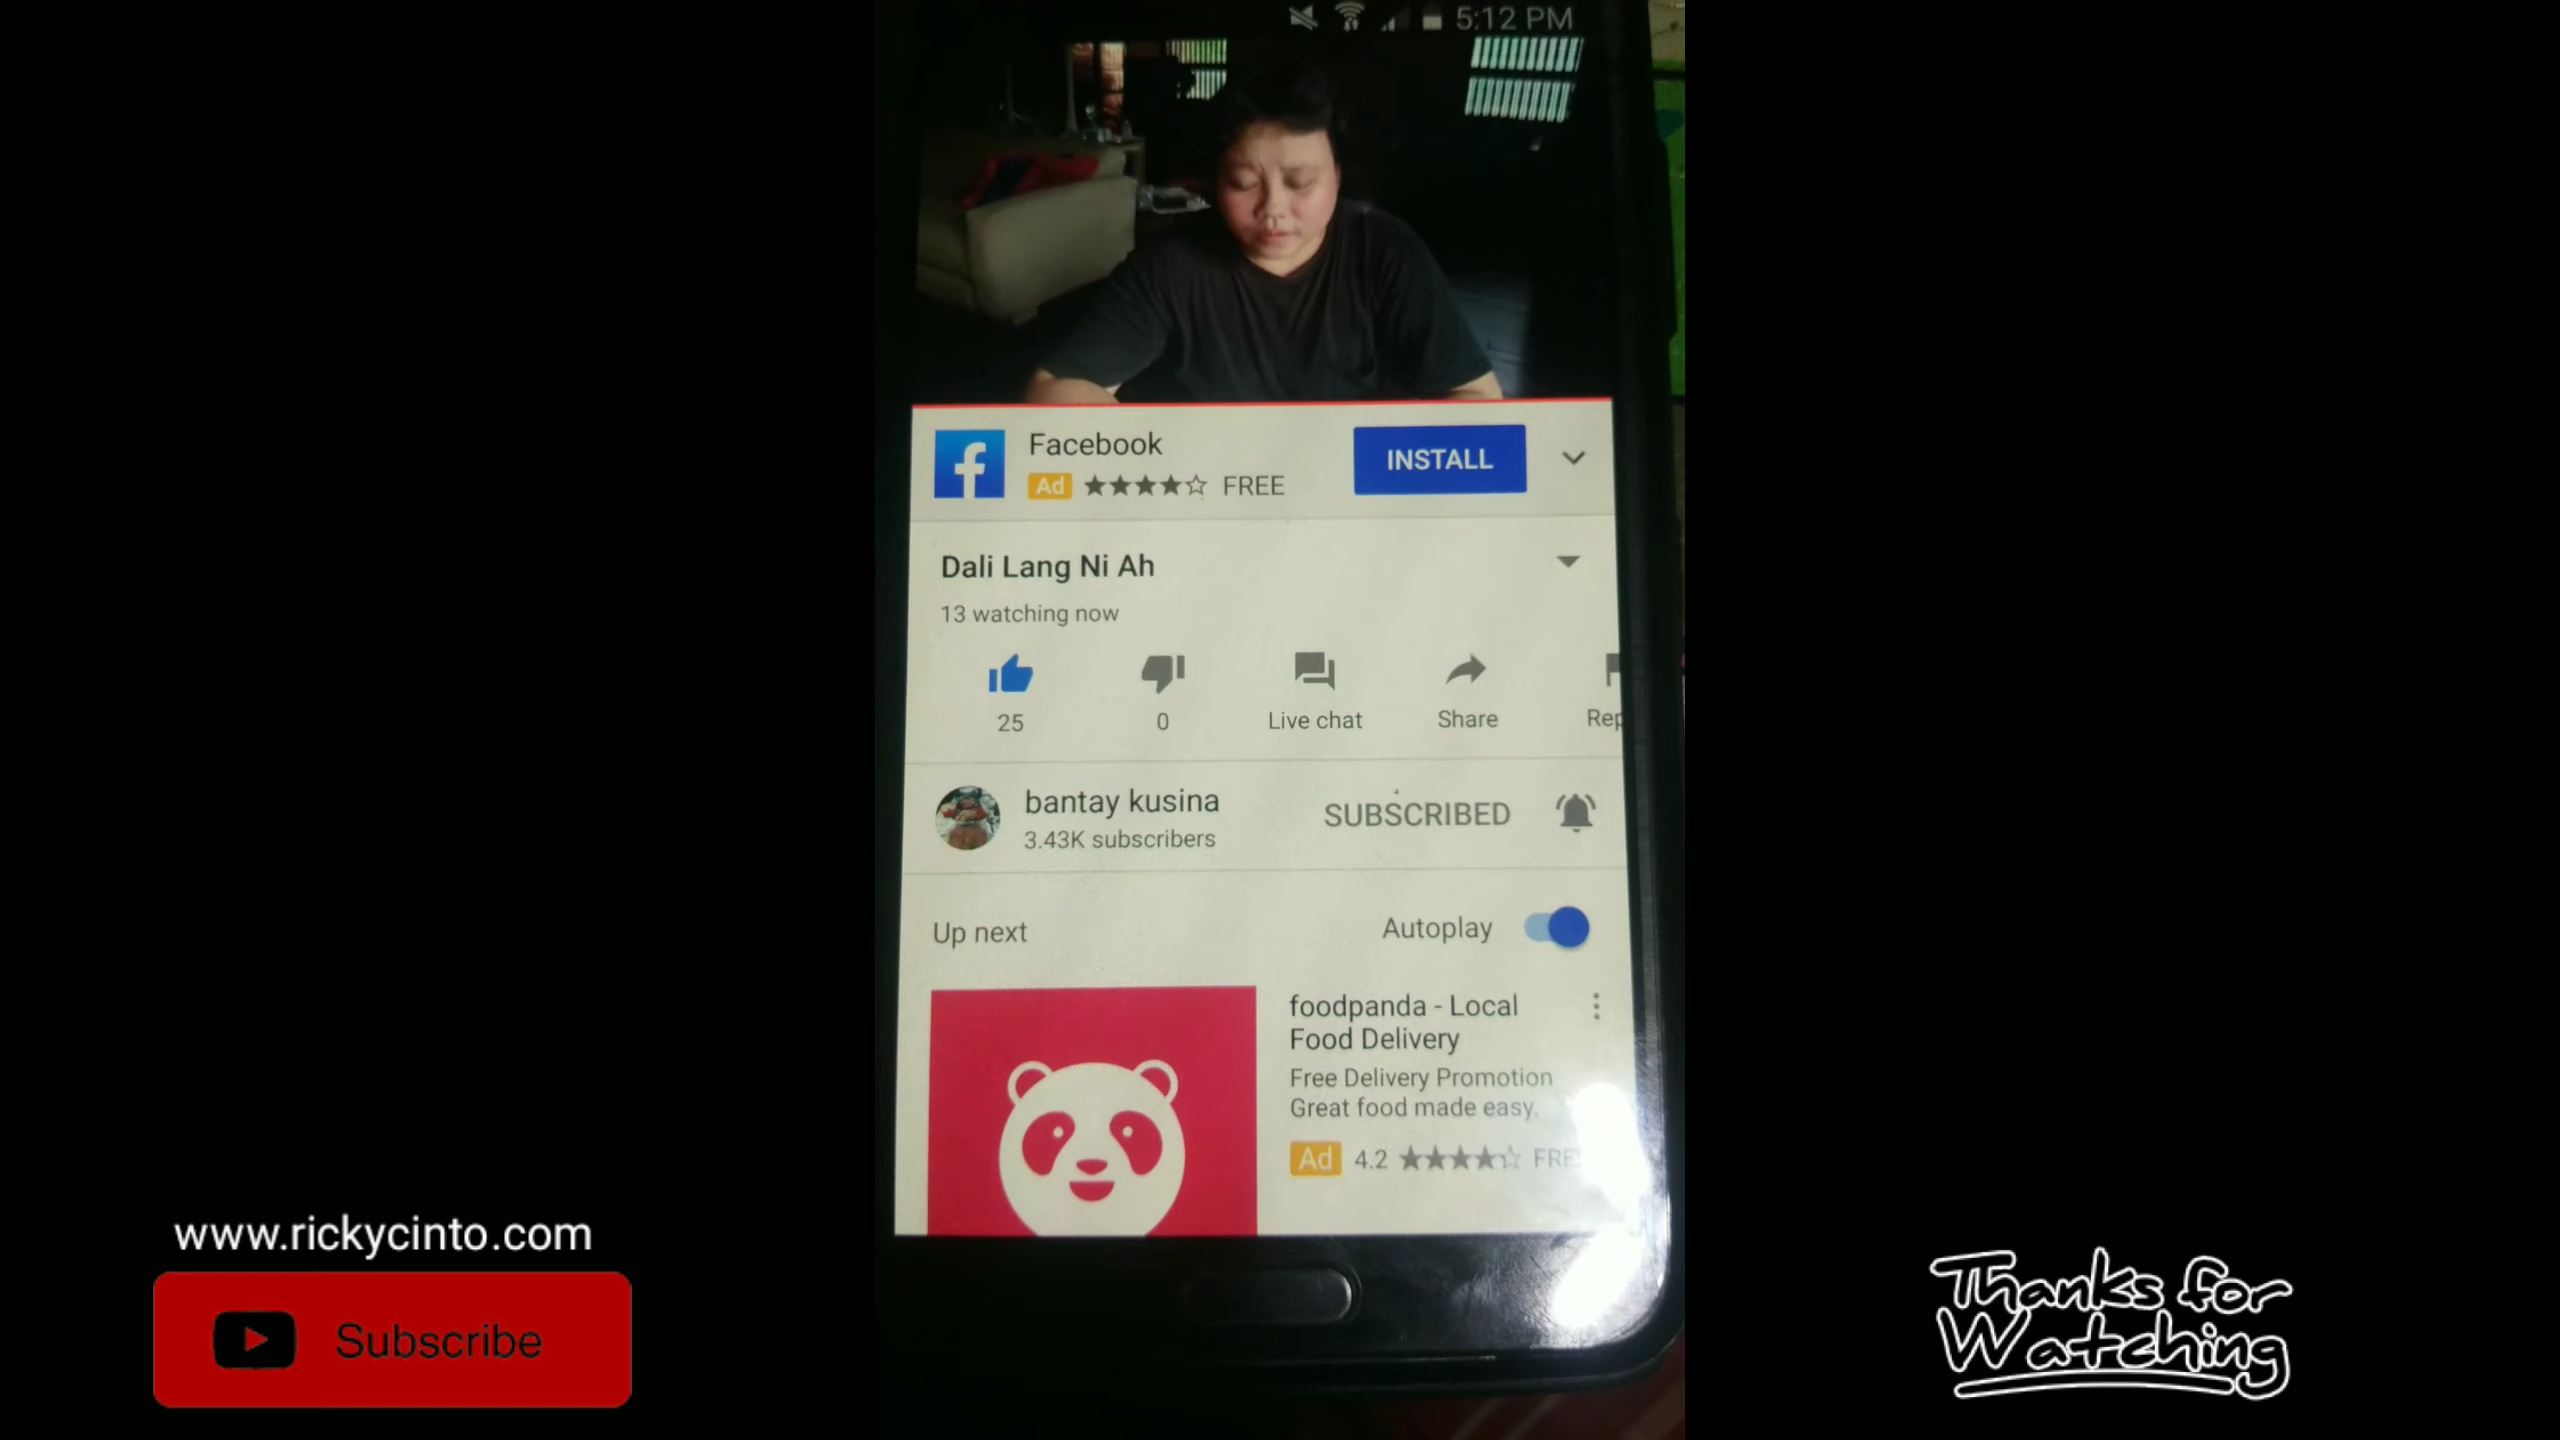 5:12 PM
Facebook
Ad FREE
INSTALL
Dali Lang Ni Ah
13 watching now
25
0
Live chat
Share
Rep
bantay kusina
3.43K subscribers
SUBSCRIBED
Up next
Autoplay
foodpanda - Local
Food Delivery
Free Delivery Promotion
Great food made easy.
Ad 4.2 FRE
www.rickycinto.com
Subscribe
Thanks for
Watching